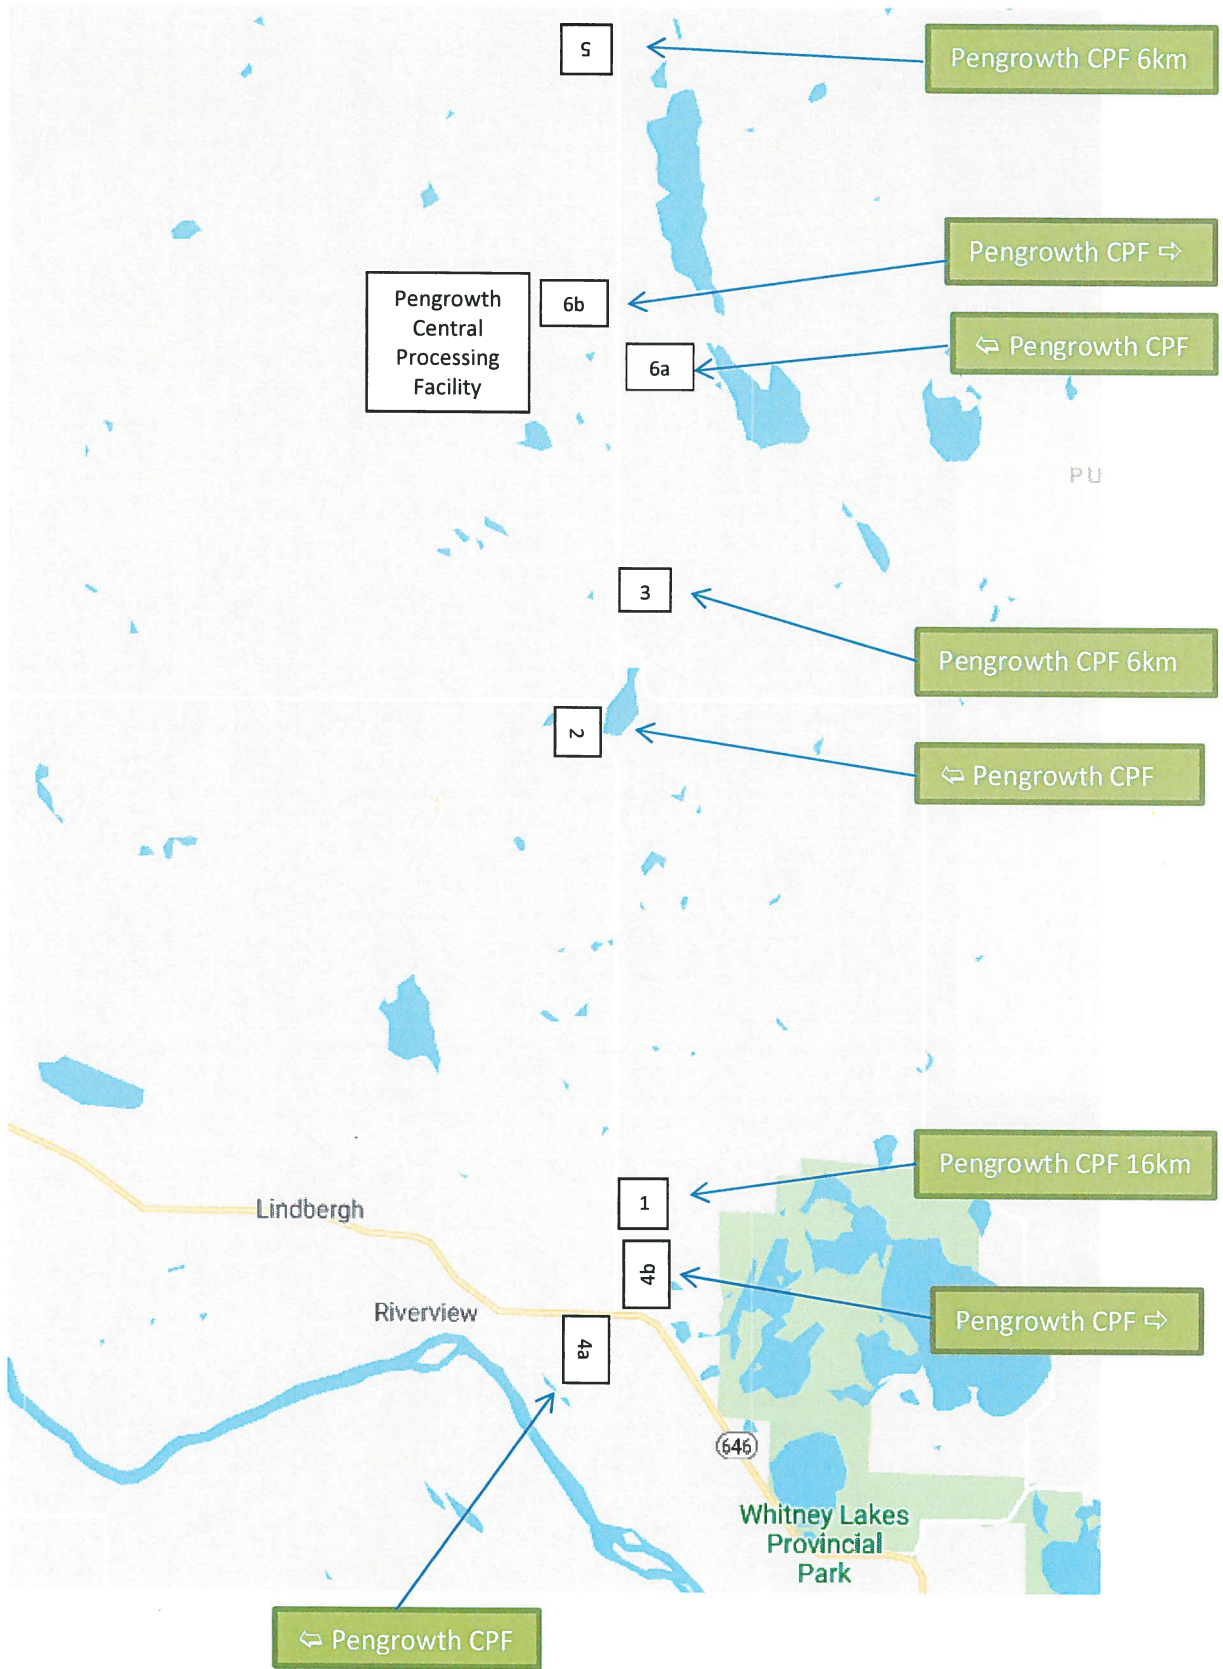 5
Pengrowth CPF 6km
Pengrowth CPF ⇨
Pengrowth
Central
Processing
Facility
6b
⇦ Pengrowth CPF
6a
PU
3
Pengrowth CPF 6km
2
⇦ Pengrowth CPF
Pengrowth CPF 16km
1
Lindbergh
4b
Riverview
Pengrowth CPF ⇨
4a
646
Whitney Lakes
Provincial
Park
⇦ Pengrowth CPF